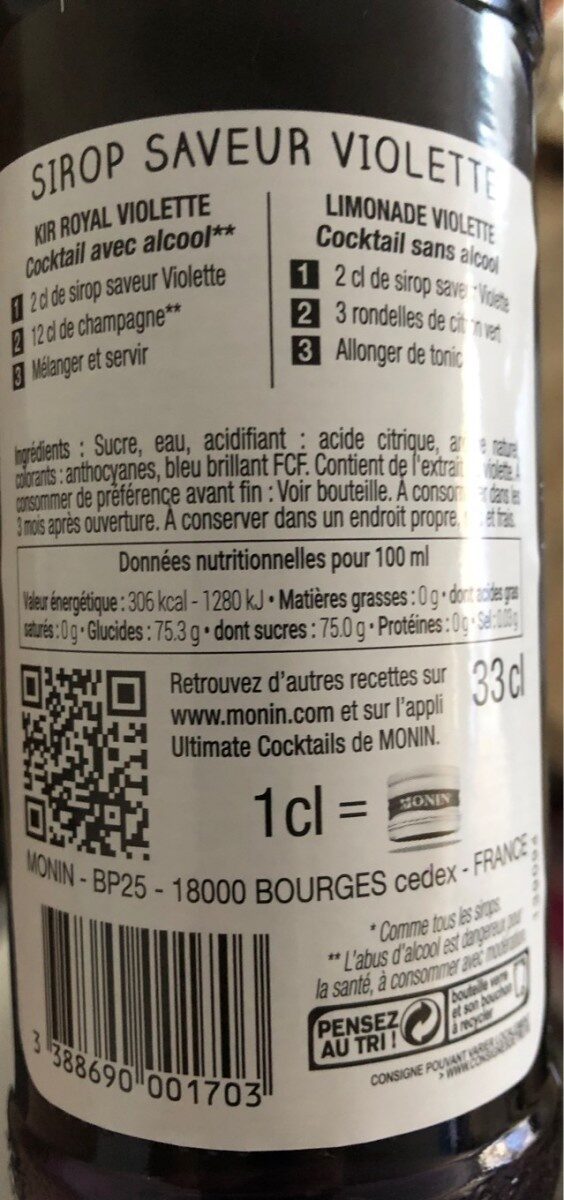 SIROP SAVEUR VIOLETTE
KIR ROYAL VIOLETTE
Cocktail avec alcool**
1 2 cl de sirop saveur Violette
2 12 cl de champagne**
3 Mélanger et servir
LIMONADE VIOLETTE
Cocktail sans alcool
1 2 cl de sirop saveur Violette
2 3 rondelles de citron vert
3 Allonger de tonic
Ingrédients : Sucre, eau, acidifiant : acide citrique, naturel
colorants : anthocyanes, bleu brillant FCF. Contient de l'extrait violette. À
consommer de préférence avant fin : Voir bouteille. À consommer dans les
3 mois après ouverture. À conserver dans un endroit propre, et frais.
Données nutritionnelles pour 100 ml
Valeur énergétique : 306 kcal - 1280 kJ • Matières grasses : 0 g • dont acides gras
saturés : 0 g • Glucides : 75.3 g • dont sucres : 75.0 g • Protéines : 0 g • Sel : 0.03 g
Retrouvez d'autres recettes sur
www.monin.com et sur l'appli
Ultimate Cocktails de MONIN.
33 cl
1 cl =
MONIN
MONIN - BP25 - 18000 BOURGES cedex - FRANCE
* Comme tous les sirops.
** L'abus d'alcool est dangereux pour
la santé, à consommer avec modération.
PENSEZ
AU TRI !
bouteille verre
et son bouchon
à recycler
CONSIGNE POUVANT VARIER
3 388690 001703